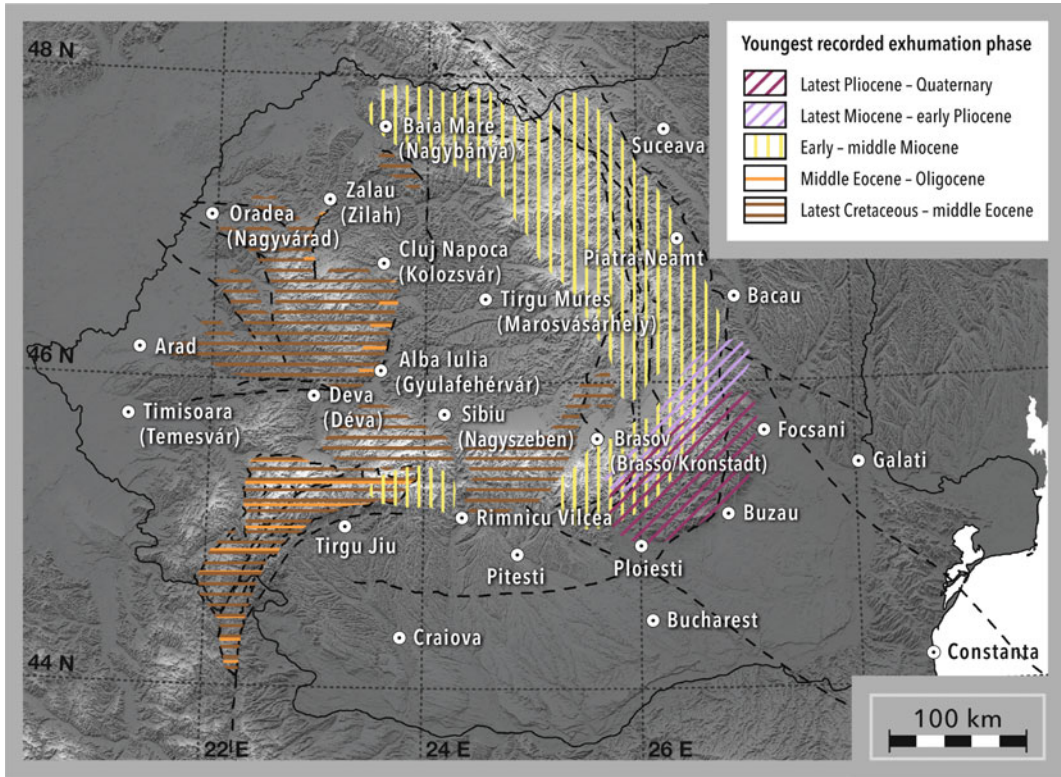 48 N
Youngest recorded exhumation phase
Latest Pliocene – Quaternary
Latest Miocene – early Pliocene
Early – middle Miocene
Middle Eocene – Oligocene
Latest Cretaceous – middle Eocene
Baia Mare
(Nagybánya)
Suceava
Zalau
(Zilah)
Oradea
(Nagyvárad)
Cluj Napoca
(Kolozsvár)
Piatra-Neamt
Tirgu Mures
(Marosvásárhely)
Bacau
46 N
Arad
Alba Iulia
(Gyulafehérvár)
Deva
(Déva)
Timisoara
(Temesvár)
Sibiu
(Nagyszeben)
Brasov
(Brassó/Kronstadt)
Focsani
Galati
Rimnicu Vilcea
Buzau
Tirgu Jiu
Pitesti
Ploiesti
Bucharest
Craiova
Constanta
44 N
22 E
24 E
26 E
100 km